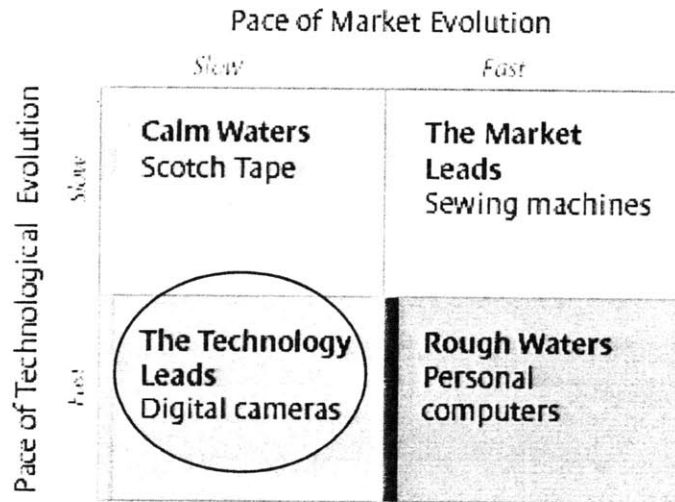 Pace of Market Evolution
Slow
Fast
Pace of Technological Evolution
Slow
Calm Waters
Scotch Tape
The Market
Leads
Sewing machines
Fast
The Technology
Leads
Digital cameras
Rough Waters
Personal
computers